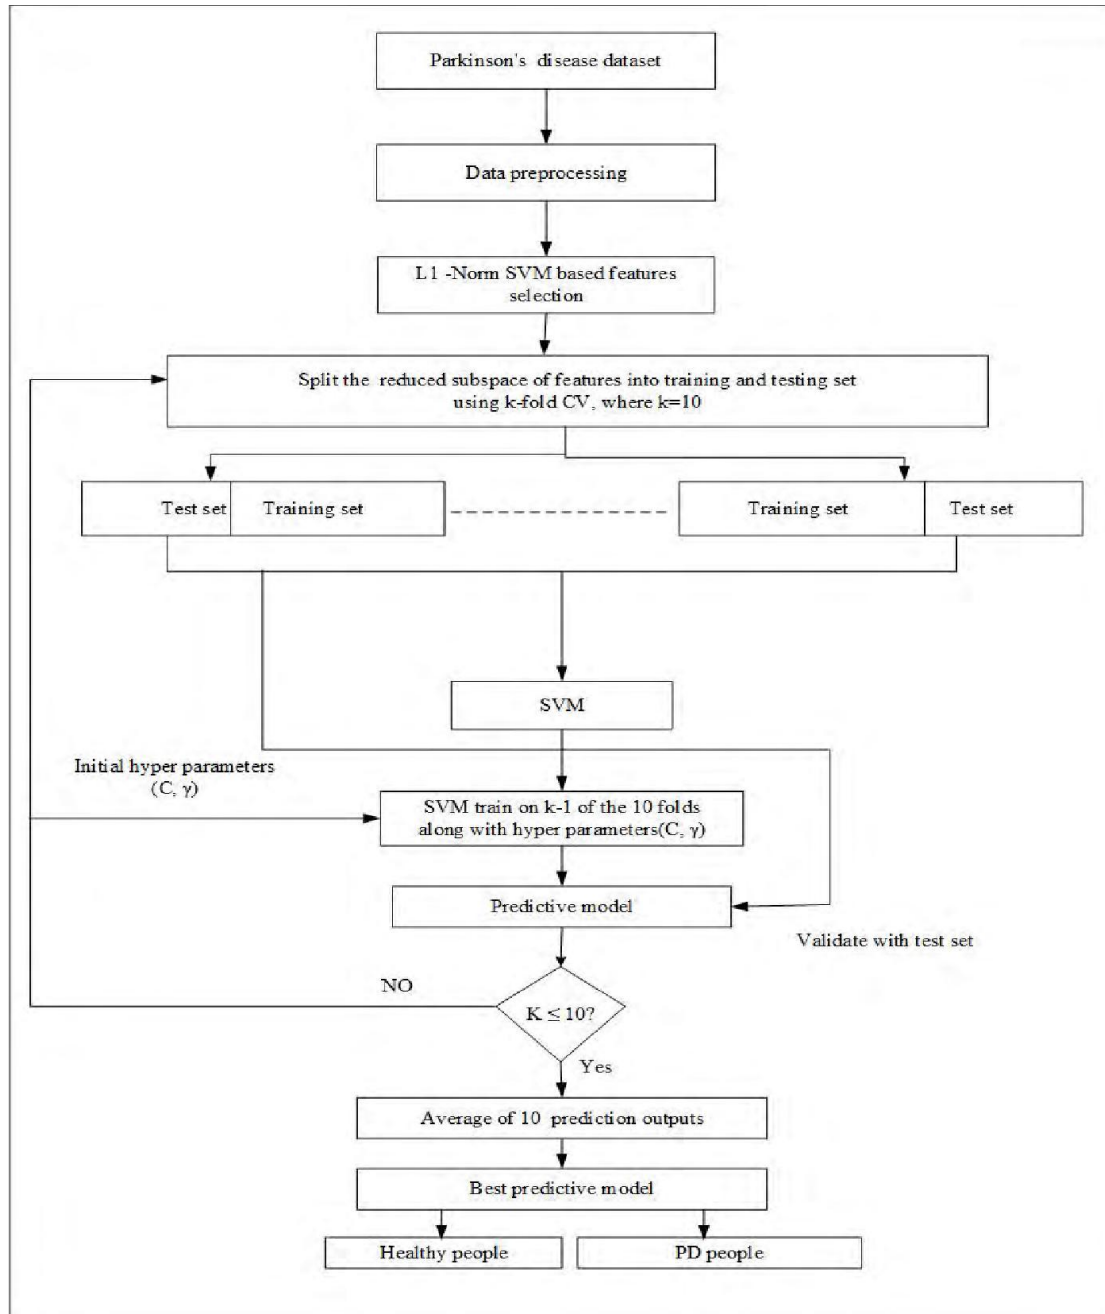 Parkinson's disease dataset
Data preprocessing
L1 -Norm SVM based features
selection
Split the reduced subspace of features into training and testing set
using k-fold CV, where k=10
Test set
Training set
Training set
Test set
SVM
Initial hyper parameters
(C, γ)
SVM train on k-1 of the 10 folds
along with hyper parameters(C, γ)
Predictive model
Validate with test set
NO
K ≤ 10?
Yes
Average of 10 prediction outputs
Best predictive model
Healthy people
PD people